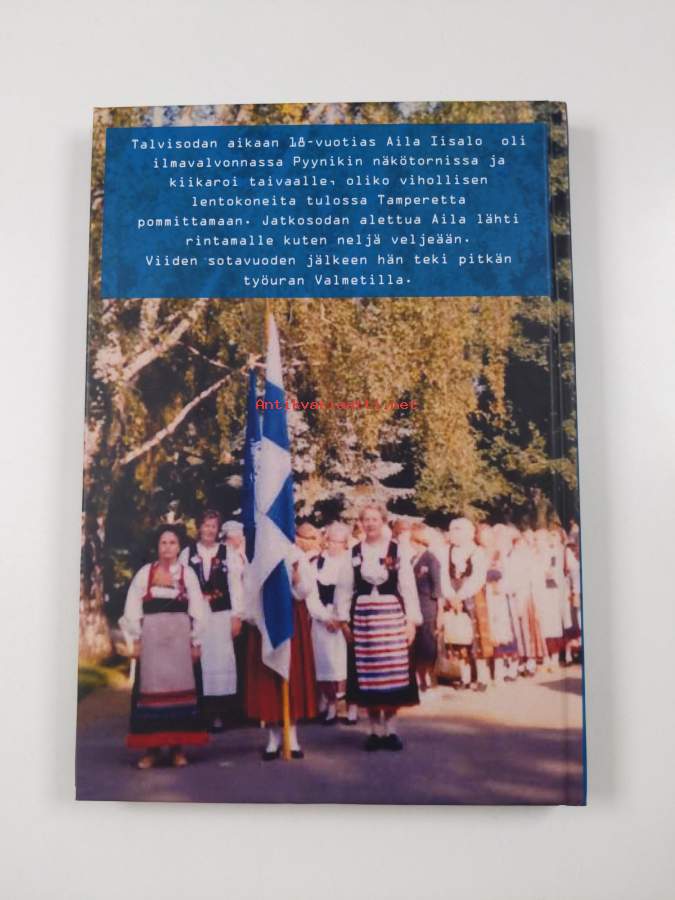 Talvisodan aikaan 18-vuotias Aila Iisalo oli
ilmavalvonnassa Pyynikin näkötornissa ja
kiikaroi taivaalle, oliko vihollisen
lentokoneita tulossa Tamperetta
pommittamaan. Jatkosodan alettua Aila lähti
rintamalle kuten neljä veljeään.
Viiden sotavuoden jälkeen hän teki pitkän
työuran Valmetilla.
Antikvariaatti.net